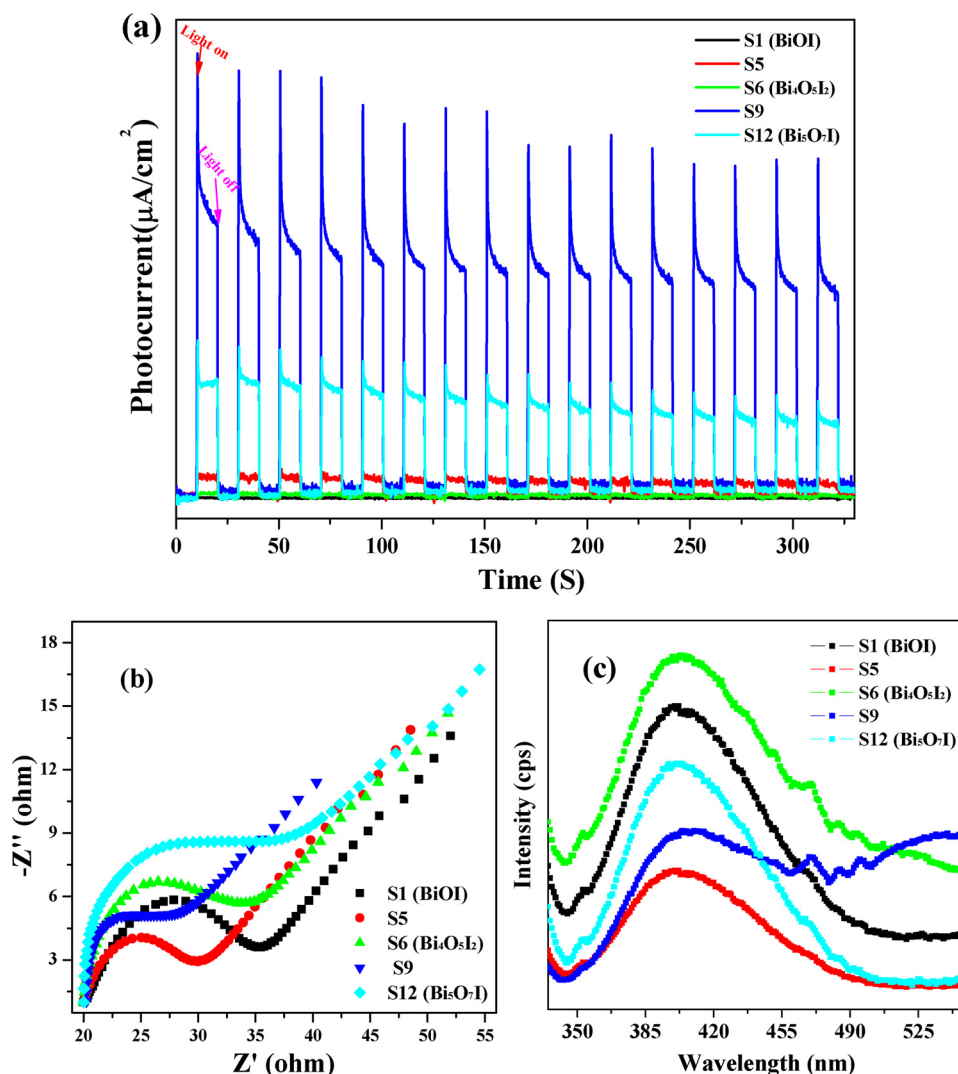 (a)
Light on
Light off
S1 (BiOI)
S5
S6 (Bi₄O₅I₂)
S9
S12 (Bi₅O₇I)
Photocurrent(μA/cm²)
0 50 100 150 200 250 300
Time (S)
(b)
18
15
12
9
6
3
-Z'' (ohm)
S1 (BiOI)
S5
S6 (Bi₄O₅I₂)
S9
S12 (Bi₅O₇I)
20 25 30 35 40 45 50 55
Z' (ohm)
(c)
S1 (BiOI)
S5
S6 (Bi₄O₅I₂)
S9
S12 (Bi₅O₇I)
Intensity (cps)
350 385 420 455 490 525
Wavelength (nm)